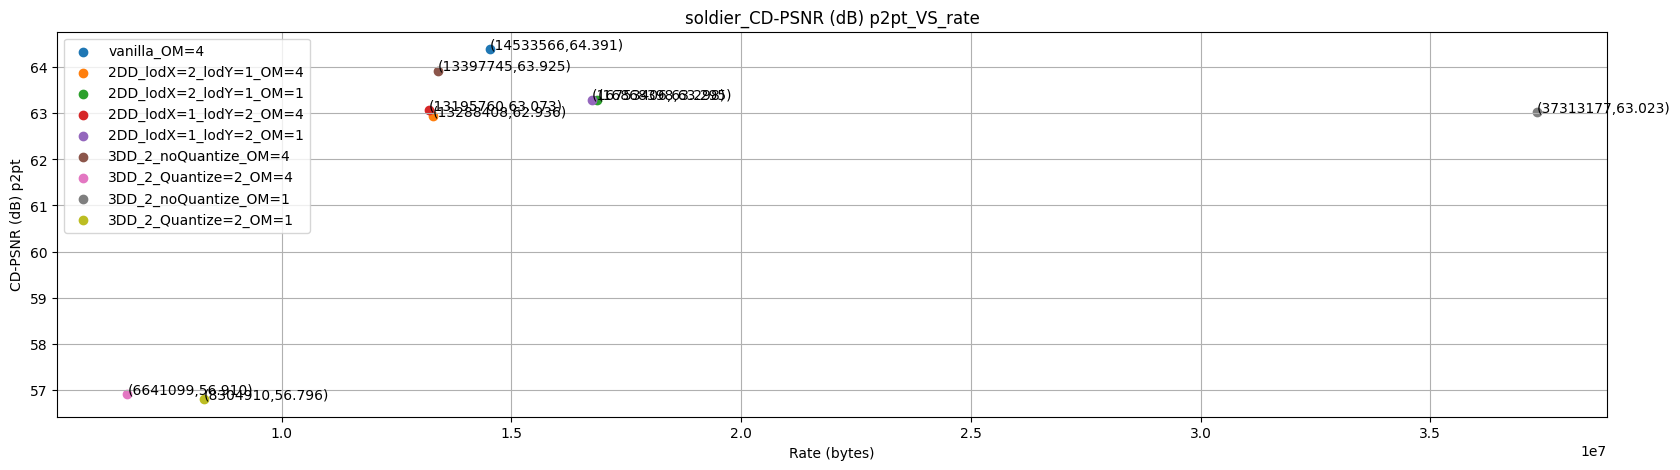 soldier_CD-PSNR (dB) p2pt_VS_rate
vanilla_OM=4
2DD_lodX=2_lodY=1_OM=4
2DD_lodX=2_lodY=1_OM=1
2DD_lodX=1_lodY=2_OM=4
2DD_lodX=1_lodY=2_OM=1
3DD_2_noQuantize_OM=4
3DD_2_Quantize=2_OM=4
3DD_2_noQuantize_OM=1
3DD_2_Quantize=2_OM=1
(14533566,64.391)
(13397745,63.925)
(13195760,63.073)
(13288408,62.936)
(37313177,63.023)
(6641099,56.910)
(8304910,56.796)
CD-PSNR (dB) p2pt
64
63
62
61
60
59
58
57
1.0
1.5
2.0
2.5
3.0
3.5
1e7
Rate (bytes)